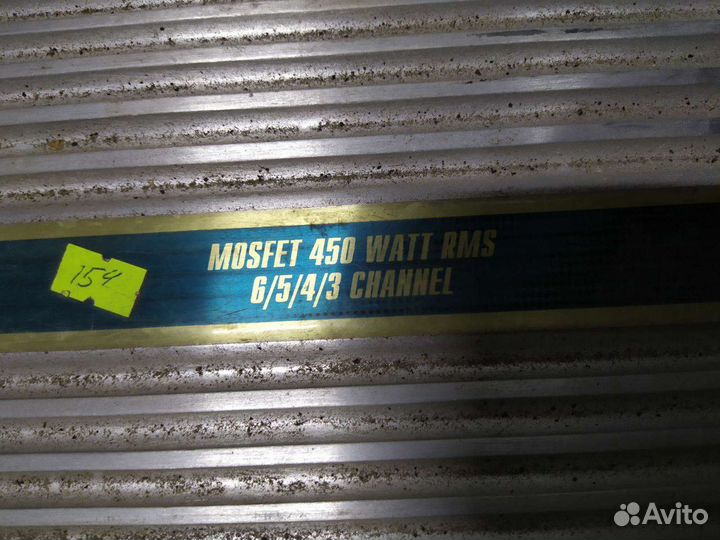 MOSFET 450 WATT RMS
6/5/4/3 CHANNEL
154
Avito